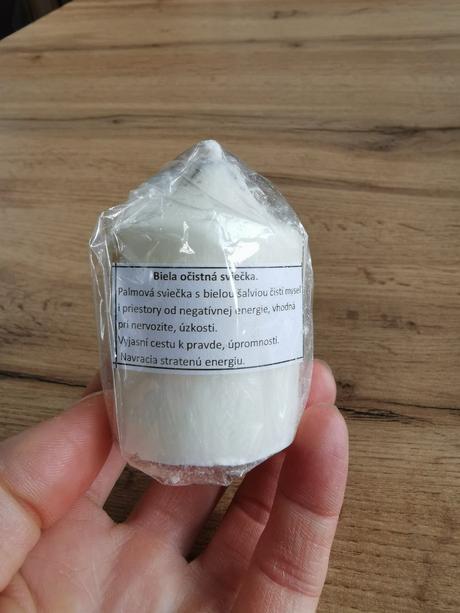 Biela očistná sviečka.
Palmová sviečka s bielou šalviou čistí myseľ
i priestory od negatívnej energie, vhodná
pri nervozite, úzkosti.
Vyjasní cestu k pravde, úpromnosti.
Navracia stratenú energiu.